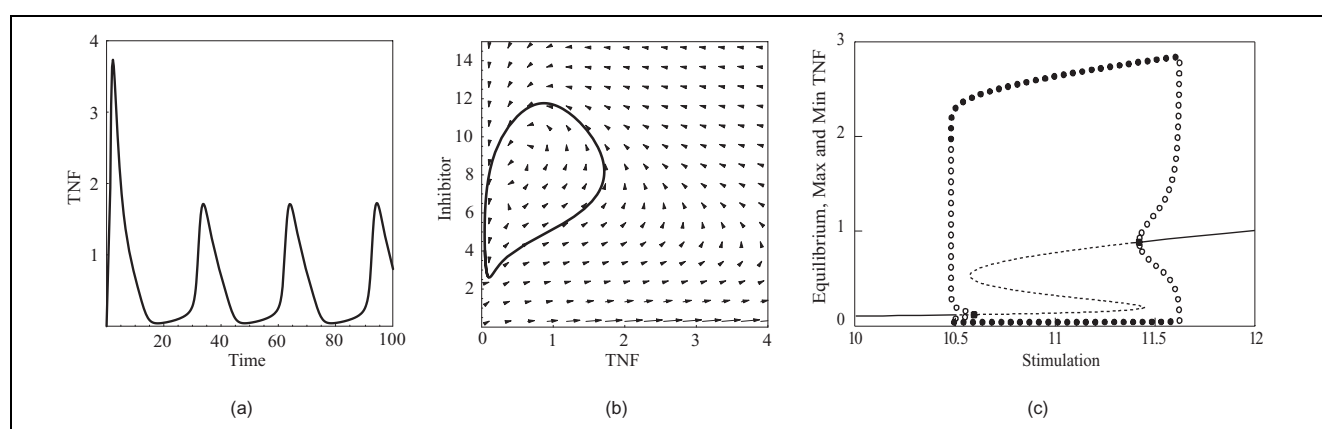 4
3
2
1
TNF
20 40 60 80 100
Time
(a)
14
12
10
8
6
4
2
Inhibitor
0 1 2 3 4
TNF
(b)
3
2
1
0
Equilibrium, Max and Min TNF
10 10.5 11 11.5 12
Stimulation
(c)